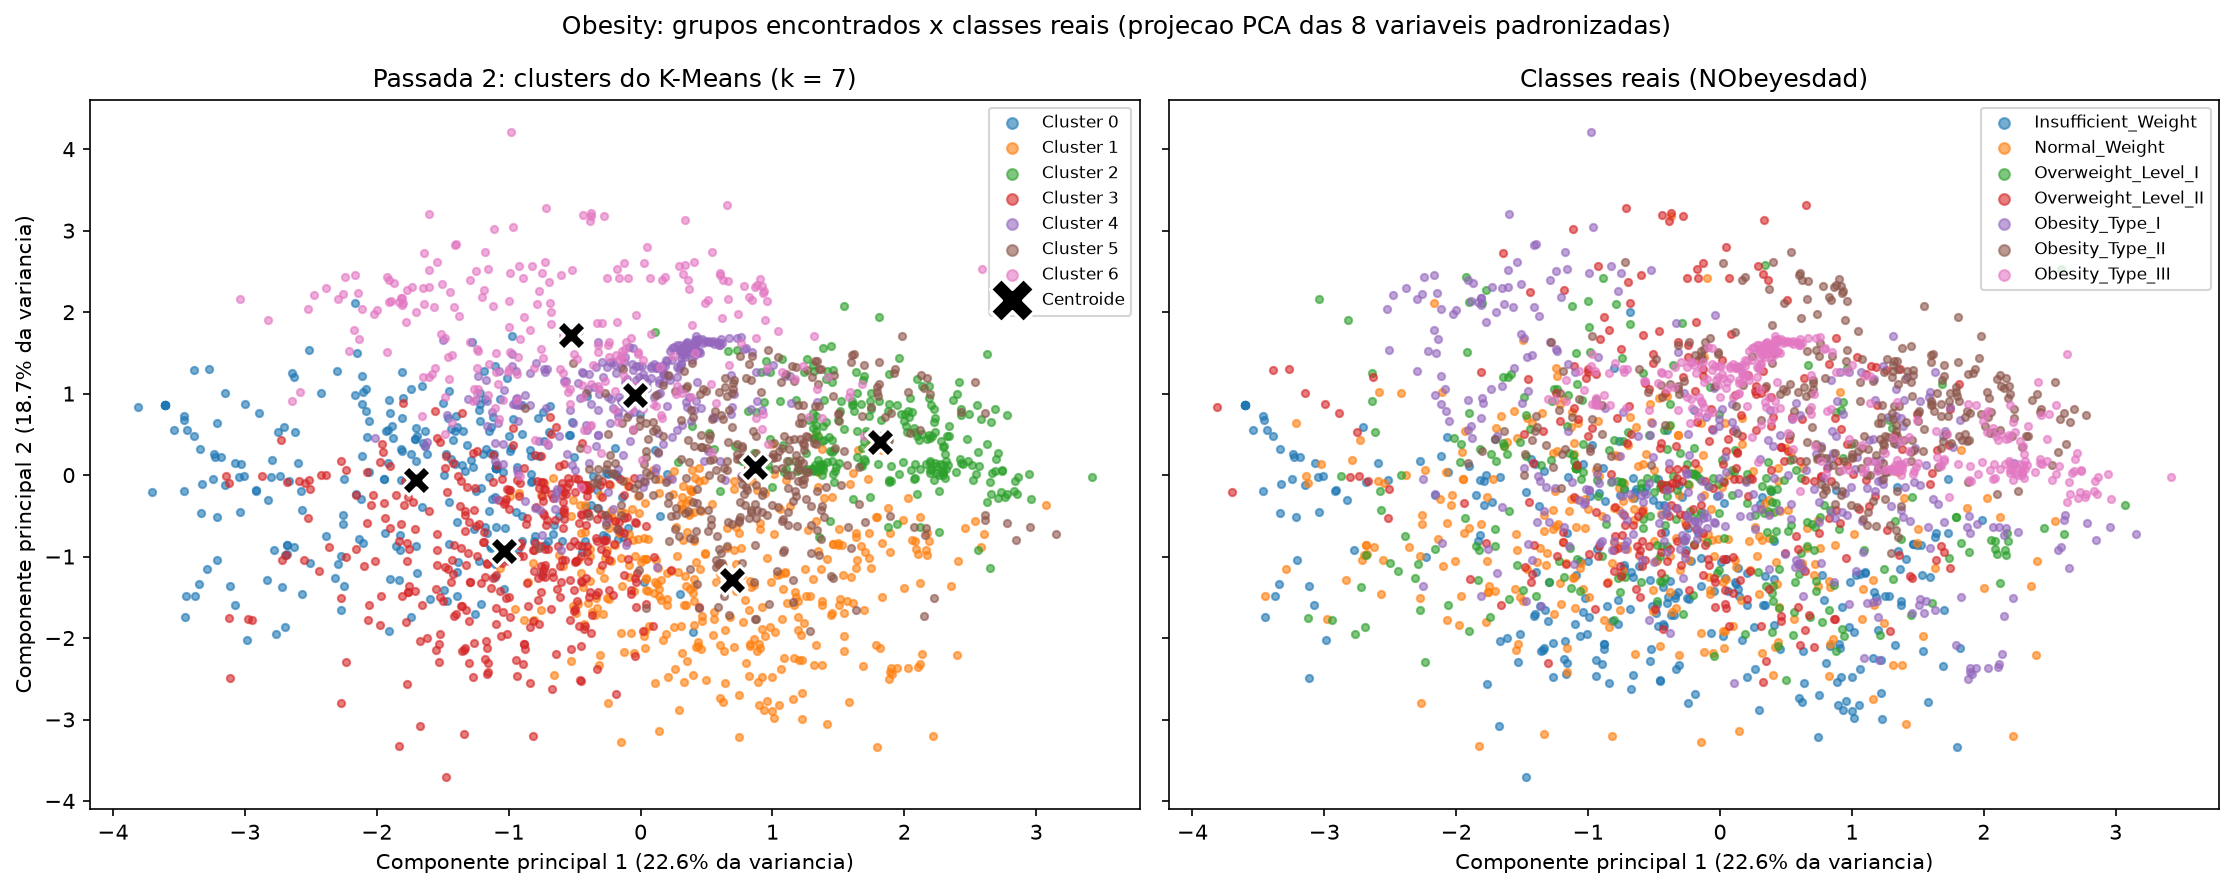 Obesity: grupos encontrados x classes reais (projecao PCA das 8 variaveis padronizadas)
Passada 2: clusters do K-Means (k = 7)
Cluster 0
Cluster 1
Cluster 2
Cluster 3
Cluster 4
Cluster 5
Cluster 6
Centroide
4
3
2
1
0
−1
−2
−3
−4
Componente principal 2 (18.7% da variancia)
−4 −3 −2 −1 0 1 2 3
Componente principal 1 (22.6% da variancia)
Classes reais (NObeyesdad)
Insufficient_Weight
Normal_Weight
Overweight_Level_I
Overweight_Level_II
Obesity_Type_I
Obesity_Type_II
Obesity_Type_III
−4 −3 −2 −1 0 1 2 3
Componente principal 1 (22.6% da variancia)